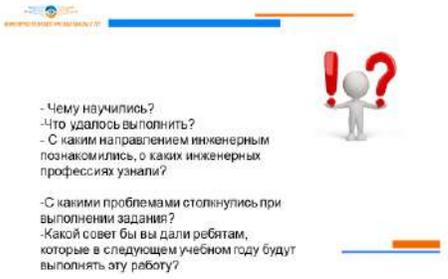 - Чему научились?
-Что удалось выполнить?
- С каким направлением инженерным
познакомились, о каких инженерных
профессиях узнали?
-С какими проблемами столкнулись при
выполнении задания?
-Какой совет бы вы дали ребятам,
которые в следующем учебном году будут
выполнять эту работу?